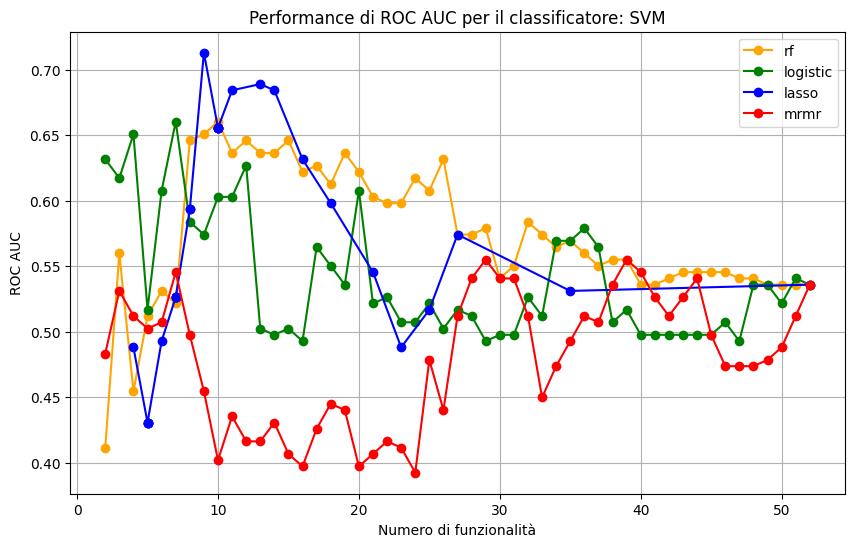 Performance di ROC AUC per il classificatore: SVM
rf
logistic
lasso
mrmr
ROC AUC
0.70
0.65
0.60
0.55
0.50
0.45
0.40
0 10 20 30 40 50
Numero di funzionalità